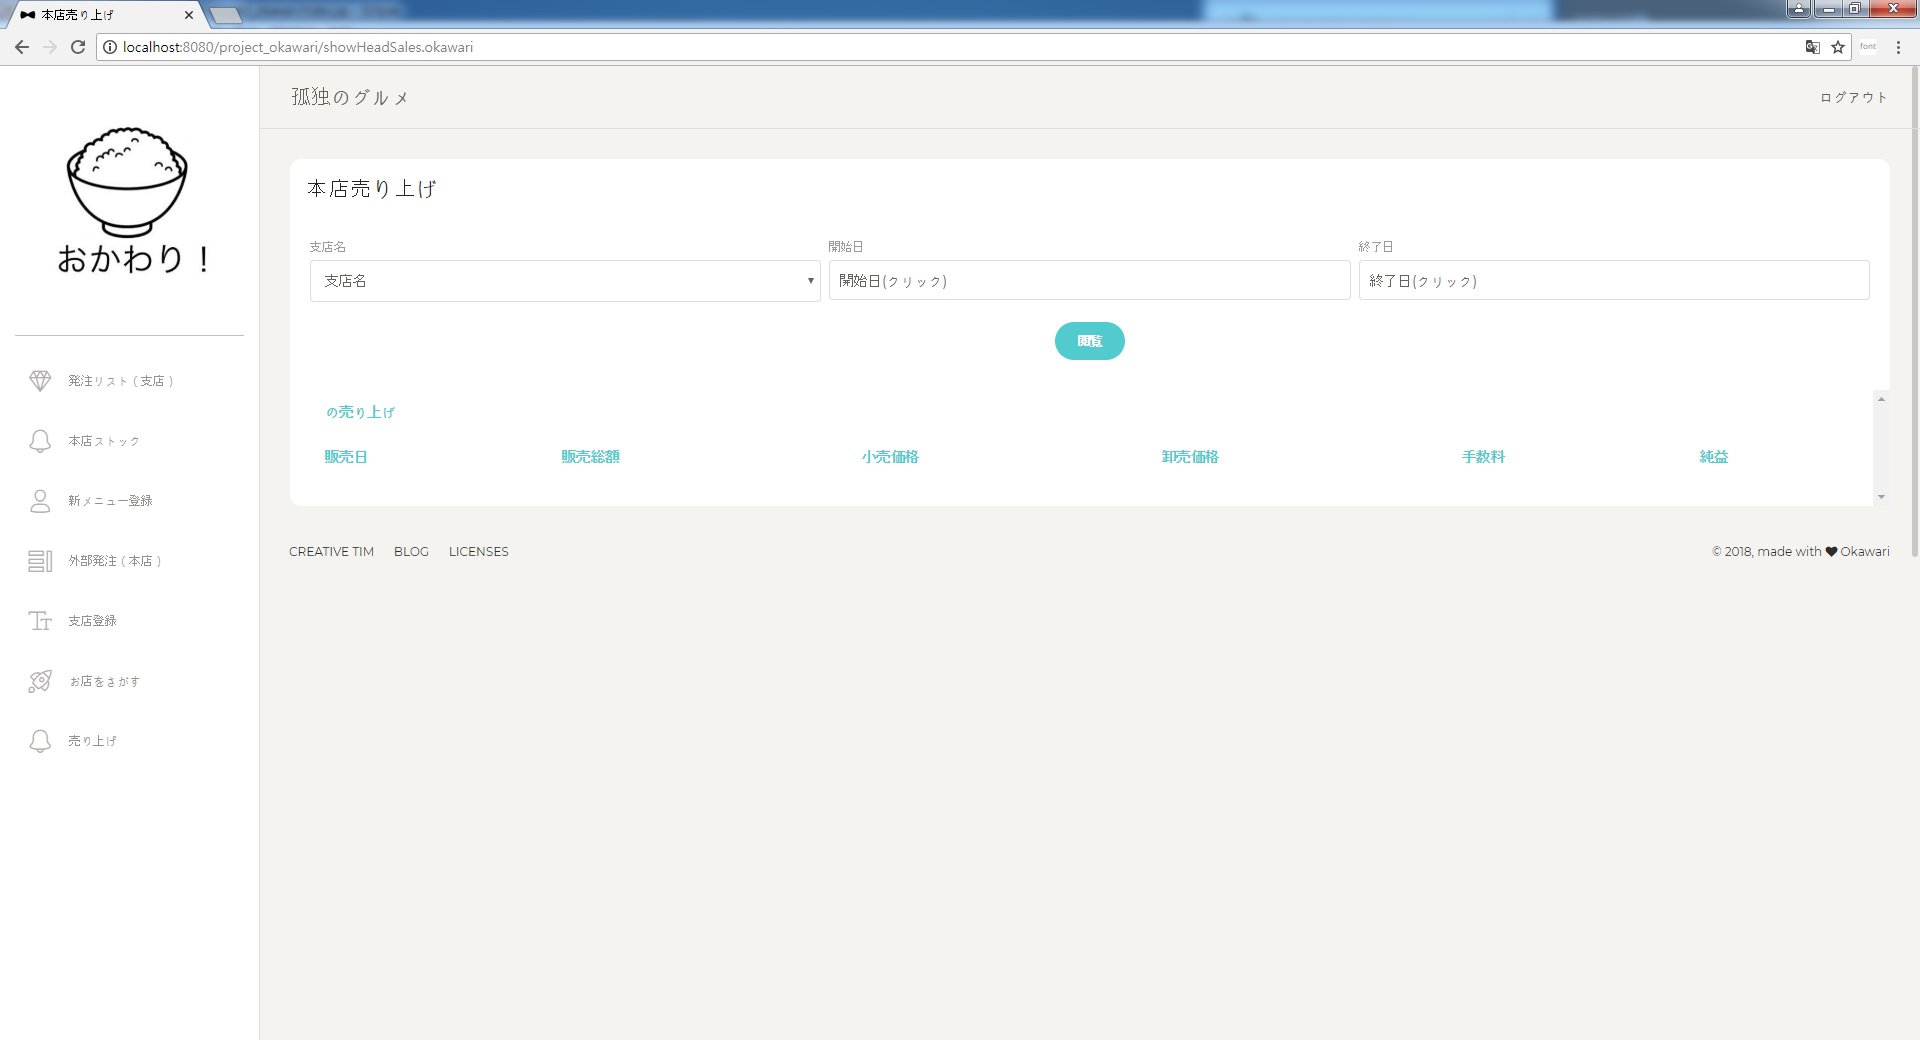 本店売り上げ
localhost:8080/project_okawari/showHeadSales.okawari
font
孤独のグルメ
ログアウト
おかわり！
発注リスト ( 支店 )
本店ストック
新メニュー登録
外部発注 ( 本店 )
支店登録
お店をさがす
売り上げ
本店売り上げ
支店名 開始日 終了日
支店名 開始日(クリック) 終了日(クリック)
閲覧
の売り上げ
販売日 販売総額 小売価格 卸売価格 手数料 純益
CREATIVE TIM BLOG LICENSES
© 2018, made with ♥ Okawari